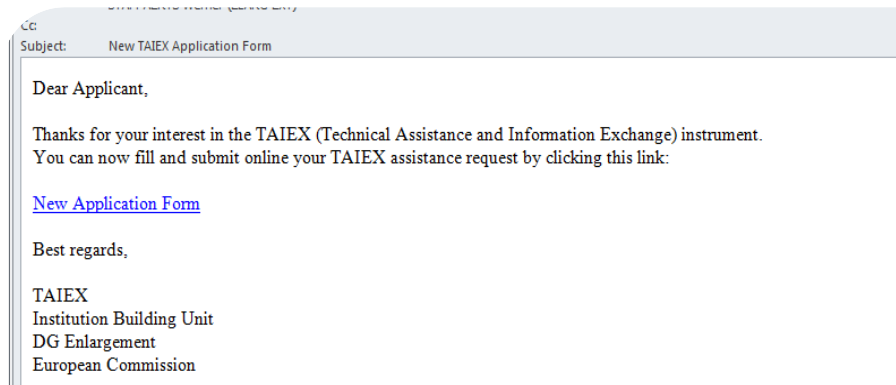 Cc:
Subject: New TAIEX Application Form
Dear Applicant,
Thanks for your interest in the TAIEX (Technical Assistance and Information Exchange) instrument.
You can now fill and submit online your TAIEX assistance request by clicking this link:
New Application Form
Best regards,
TAIEX
Institution Building Unit
DG Enlargement
European Commission